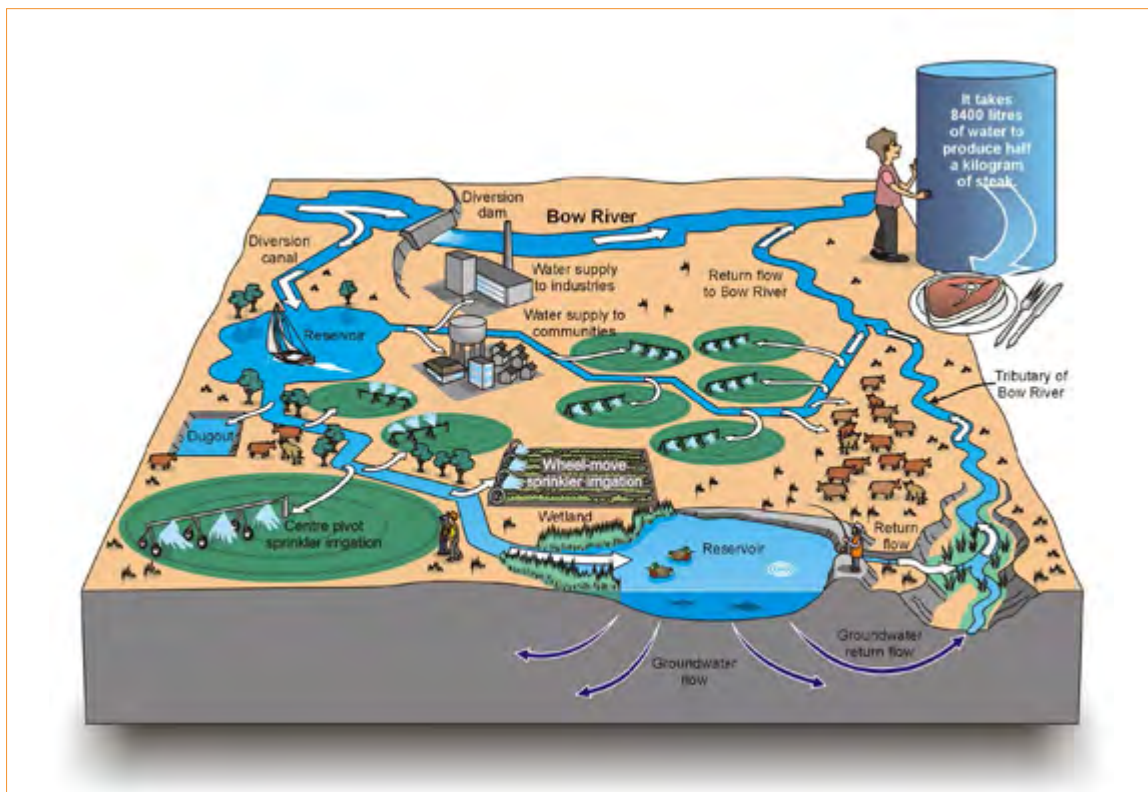 It takes
8400 litres
of water to
produce half
a kilogram
of steak.
Diversion
dam
Bow River
Diversion
canal
Water supply
to industries
Return flow
to Bow River
Water supply to
communities
Reservoir
Tributary of
Bow River
Dugout
Wheel-move
sprinkler irrigation
Centre pivot
sprinkler irrigation
Wetland
Reservoir
Return
flow
Groundwater
return flow
Groundwater
flow